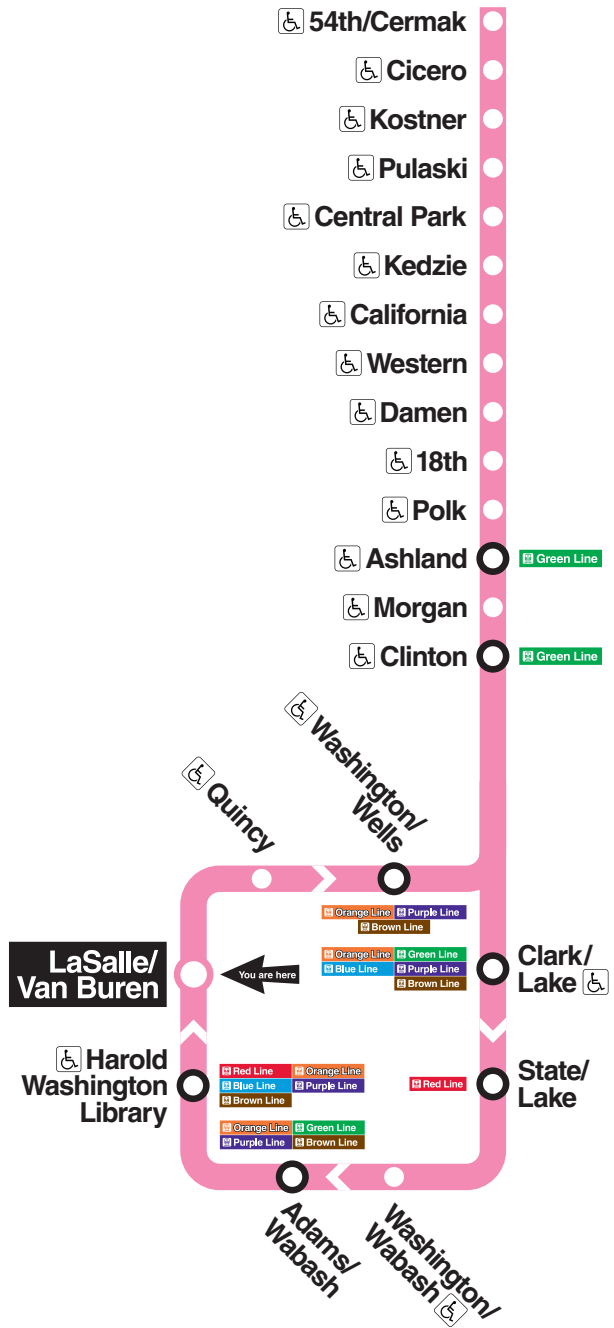 54th/Cermak
Cicero
Kostner
Pulaski
Central Park
Kedzie
California
Western
Damen
18th
Polk
Ashland
Green Line
Morgan
Clinton
Green Line
Washington/
Wells
Quincy
Orange Line
Purple Line
Brown Line
LaSalle/
Van Buren
You are here
Orange Line
Green Line
Blue Line
Purple Line
Brown Line
Clark/
Lake
Harold
Washington
Library
Red Line
Orange Line
Blue Line
Purple Line
Brown Line
Red Line
State/
Lake
Orange Line
Green Line
Purple Line
Brown Line
Adams/
Wabash
Washington/
Wabash